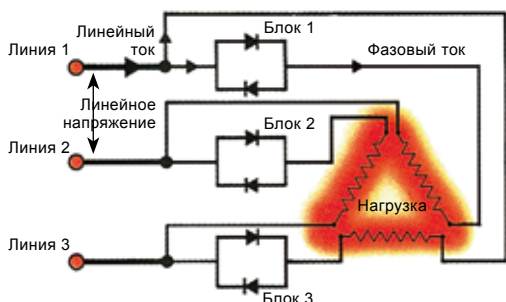 Линия 1
Линейный
ток
Блок 1
Фазовый ток
Линейное
напряжение
Блок 2
Линия 2
Нагрузка
Линия 3
Блок 3